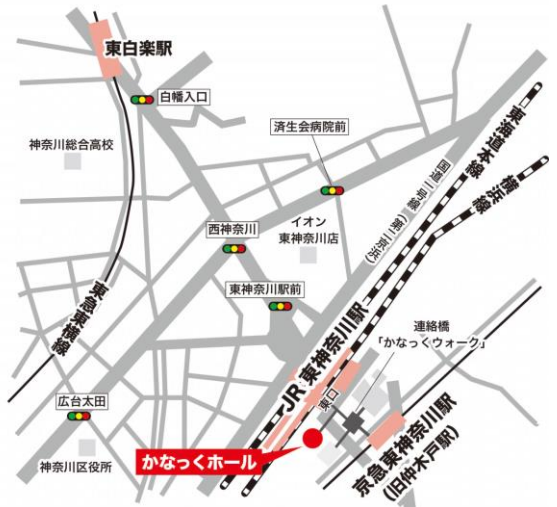 東白楽駅
白幡入口
神奈川総合高校
済生会病院前
東海道本線
横浜線
国道一号線(第二京浜)
イオン
東神奈川店
西神奈川
東神奈川駅前
東急東横線
JR 東神奈川駅
東口
連絡橋
「かなっくウォーク」
広台太田
神奈川区役所
かなっくホール
京急東神奈川駅
(旧仲木戸駅)